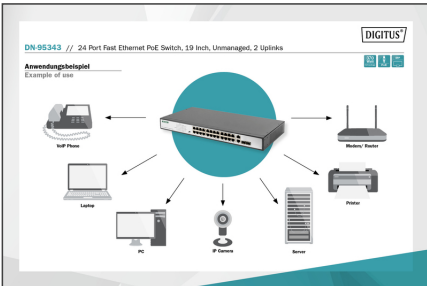 DIGITUS®
DN-95343 // 24 Port Fast Ethernet PoE Switch, 19 Inch, Unmanaged, 2 Uplinks
Anwendungsbeispiel
Example of use
VoIP Phone
Modem/ Router
Laptop
Printer
PC
IP Camera
Server